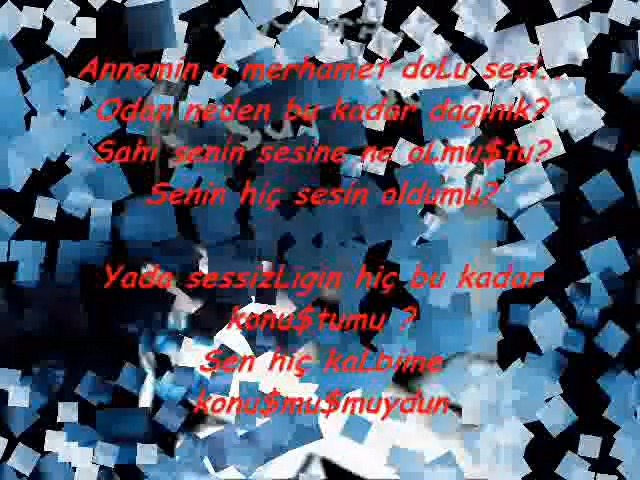 Annemin o merhamet doLu sesi...
Odan neden bu kadar dagınık?
Sahi senin sesine ne oLmu$tu?
Senin hiç sesin oldumu?
Yada sessizLigin hiç bu kadar
konu$tumu ?
Sen hiç kaLbime
konu$mu$muydun